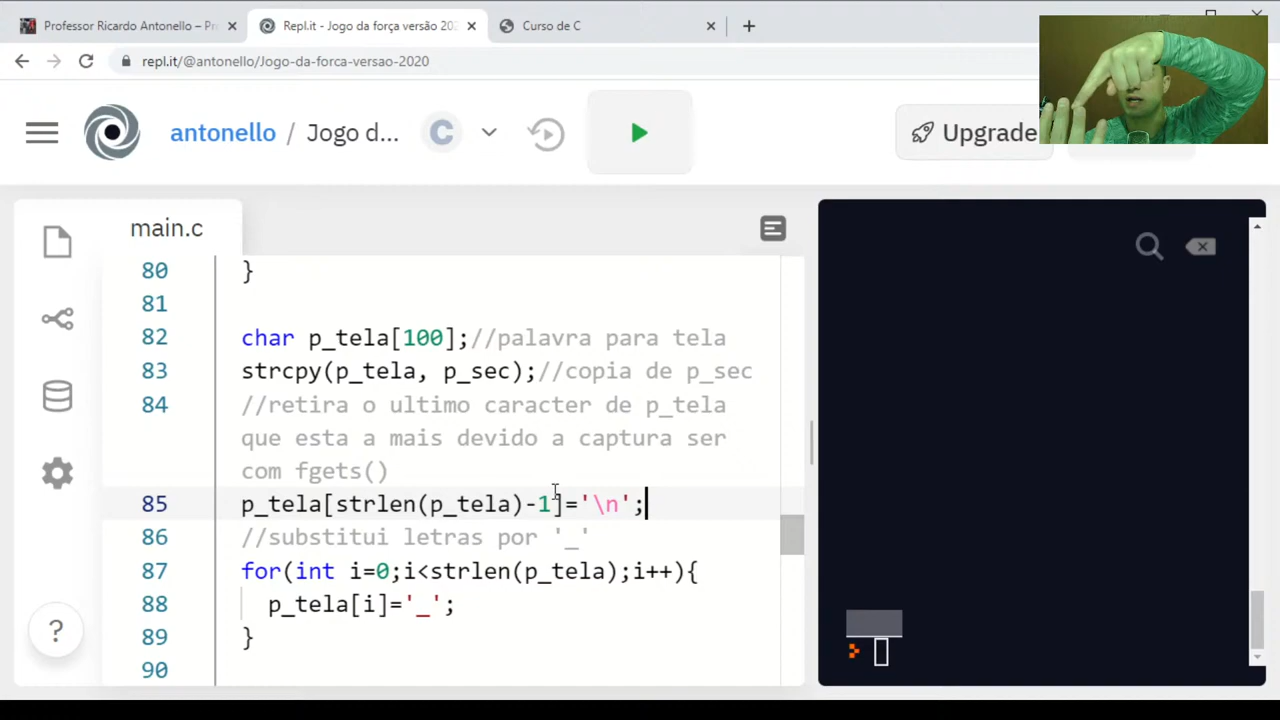 Professor Ricardo Antonello – Pr
Repl.it - Jogo da força versão 202
Curso de C
repl.it/@antonello/Jogo-da-forca-versao-2020
antonello / Jogo d...
C
Upgrade
main.c
80 }
81
82 char p_tela[100];//palavra para tela
83 strcpy(p_tela, p_sec);//copia de p_sec
84 //retira o ultimo caracter de p_tela
que esta a mais devido a captura ser
com fgets()
85 p_tela[strlen(p_tela)-1]='\n';
86 //substitui letras por '_'
87 for(int i=0;i<strlen(p_tela);i++){
88 p_tela[i]='_';
89 }
90